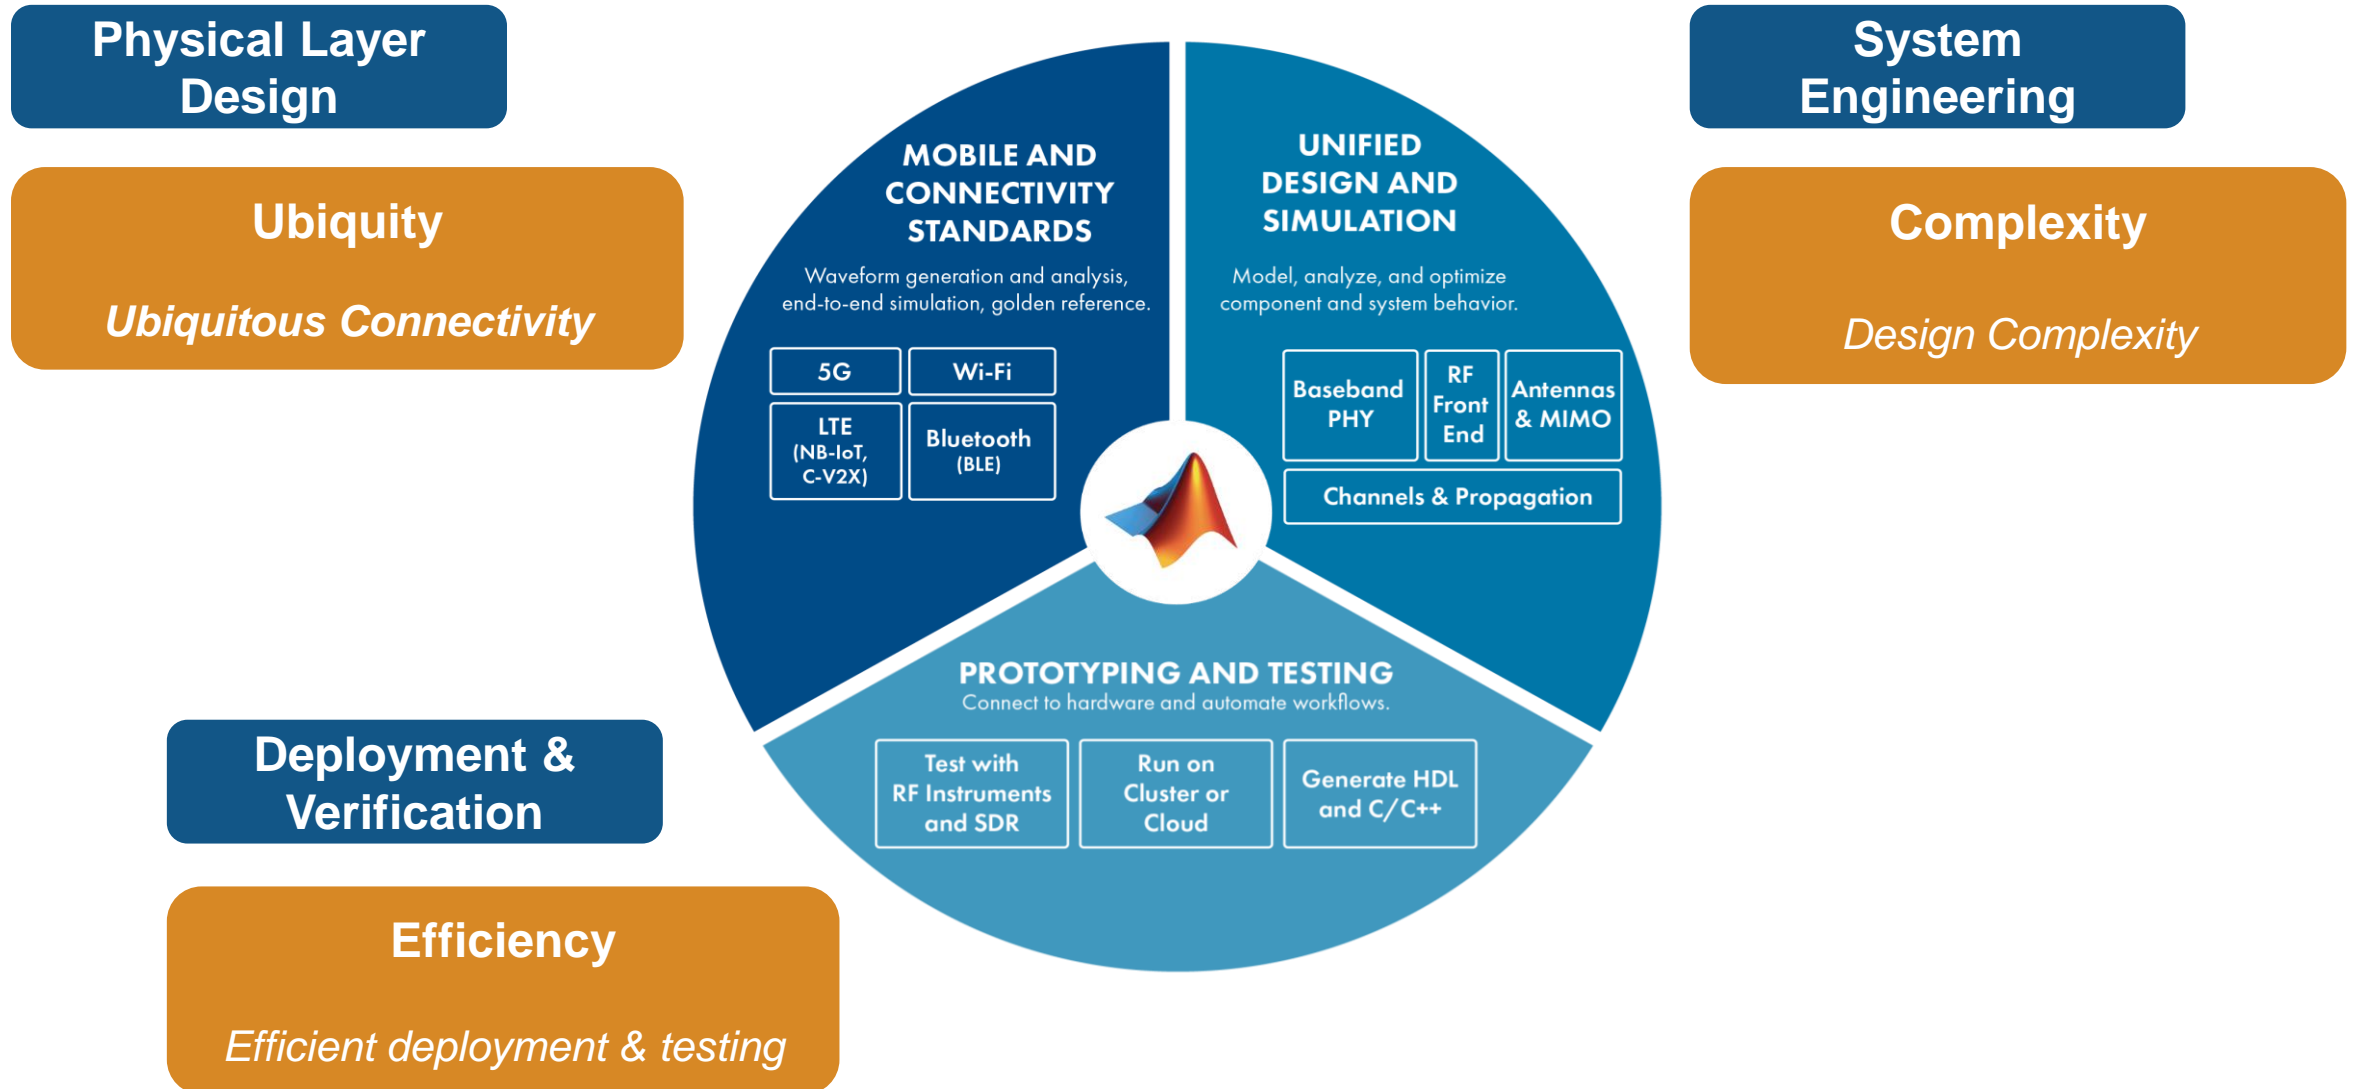 Physical Layer
Design
Ubiquity
Ubiquitous Connectivity
MOBILE AND
CONNECTIVITY
STANDARDS
Waveform generation and analysis,
end-to-end simulation, golden reference.
5G
Wi-Fi
LTE
(NB-IoT,
C-V2X)
Bluetooth
(BLE)
UNIFIED
DESIGN AND
SIMULATION
Model, analyze, and optimize
component and system behavior.
Baseband
PHY
RF
Front
End
Antennas
& MIMO
Channels & Propagation
System
Engineering
Complexity
Design Complexity
PROTOTYPING AND TESTING
Connect to hardware and automate workflows.
Test with
RF Instruments
and SDR
Run on
Cluster or
Cloud
Generate HDL
and C/C++
Deployment &
Verification
Efficiency
Efficient deployment & testing